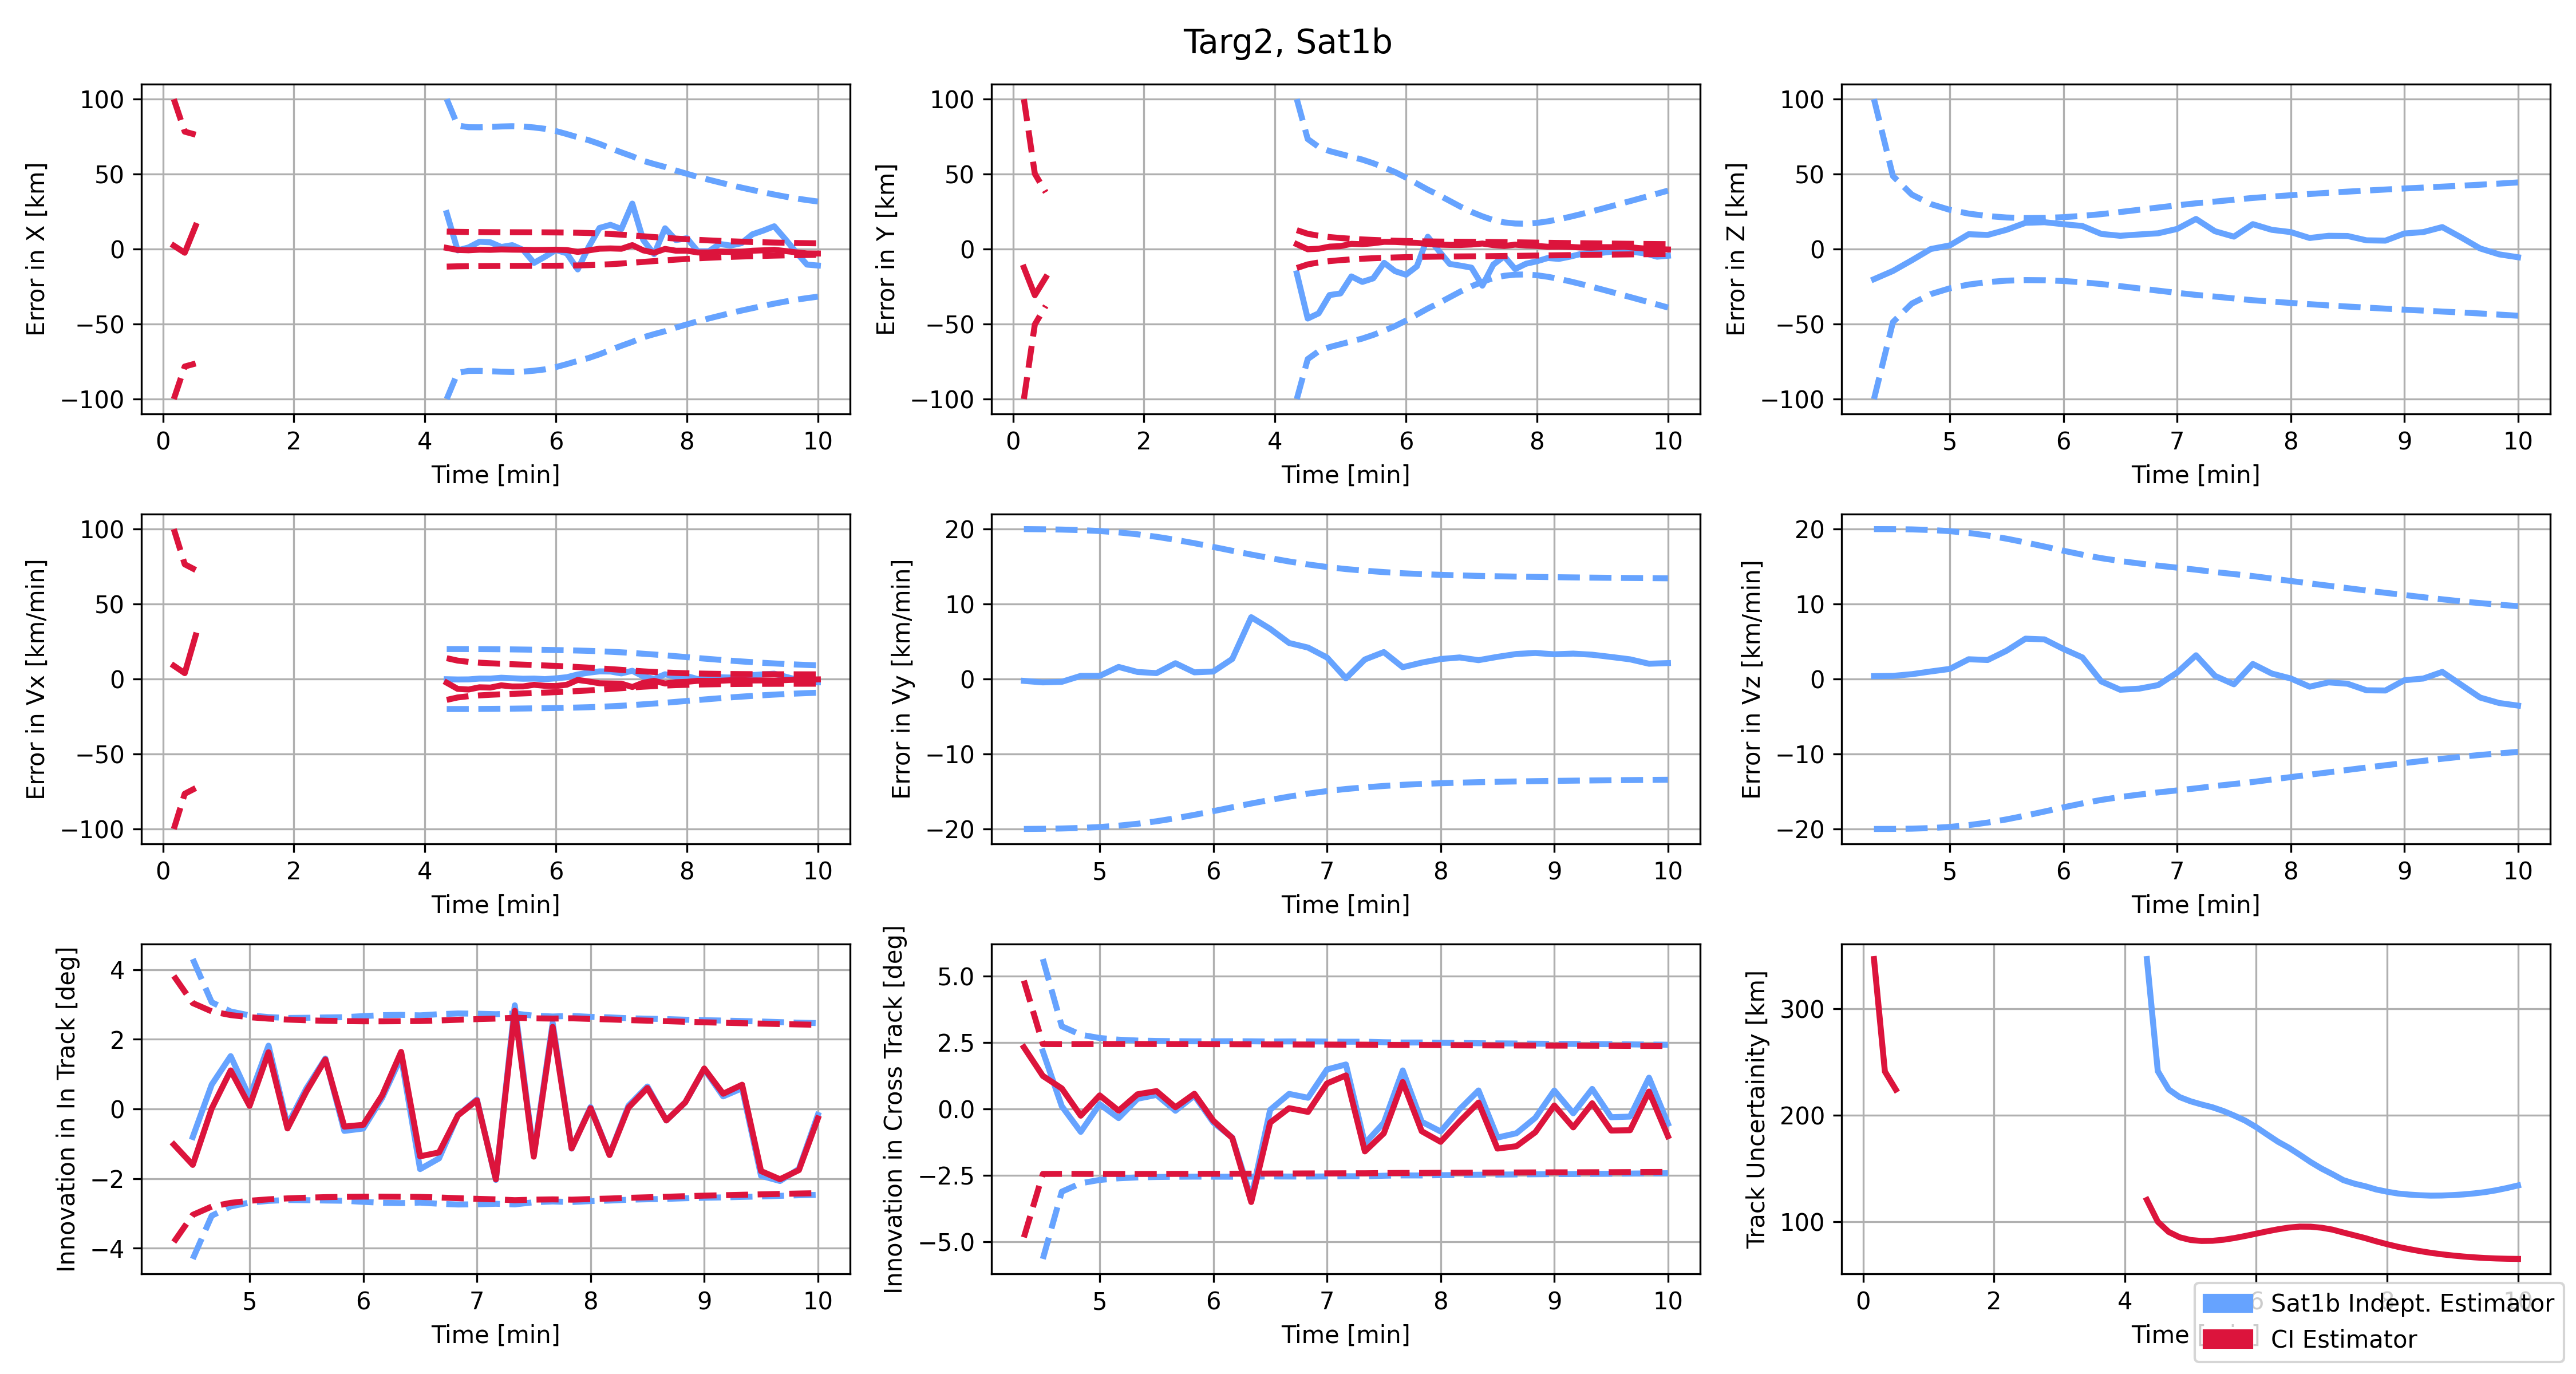 Targ2, Sat1b
Error in X [km]
100
50
0
−50
−100
0 2 4 6 8 10
Time [min]
Error in Y [km]
100
50
0
−50
−100
0 2 4 6 8 10
Time [min]
Error in Z [km]
100
50
0
−50
−100
5 6 7 8 9 10
Time [min]
Error in Vx [km/min]
100
50
0
−50
−100
0 2 4 6 8 10
Time [min]
Error in Vy [km/min]
20
10
0
−10
−20
5 6 7 8 9 10
Time [min]
Error in Vz [km/min]
20
10
0
−10
−20
5 6 7 8 9 10
Time [min]
Innovation in In Track [deg]
4
2
0
−2
−4
5 6 7 8 9 10
Time [min]
Innovation in Cross Track [deg]
5.0
2.5
0.0
−2.5
−5.0
5 6 7 8 9 10
Time [min]
Track Uncertainity [km]
300
200
100
0 2 4 6 10
Time
Sat1b Indept. Estimator
CI Estimator